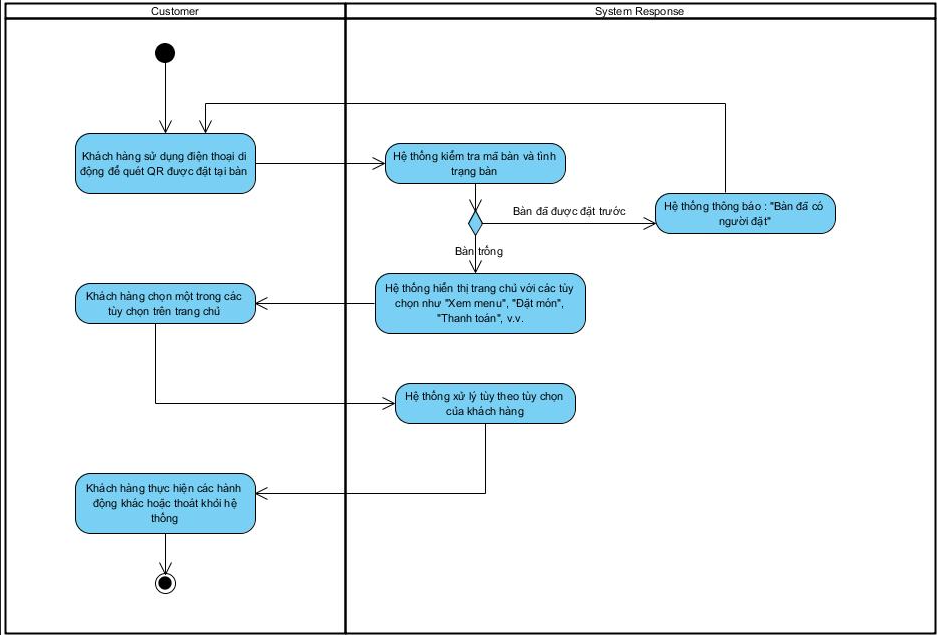 Customer
System Response
Khách hàng sử dụng điện thoại di
động để quét QR được đặt tại bàn
Hệ thống kiểm tra mã bàn và tình
trạng bàn
Bàn đã được đặt trước
Hệ thống thông báo : "Bàn đã có
người đặt"
Bàn trống
Hệ thống hiển thị trang chủ với các tùy
chọn như "Xem menu", "Đặt món",
"Thanh toán", v.v.
Khách hàng chọn một trong các
tùy chọn trên trang chủ
Hệ thống xử lý tùy theo tùy chọn
của khách hàng
Khách hàng thực hiện các hành
động khác hoặc thoát khỏi hệ
thống